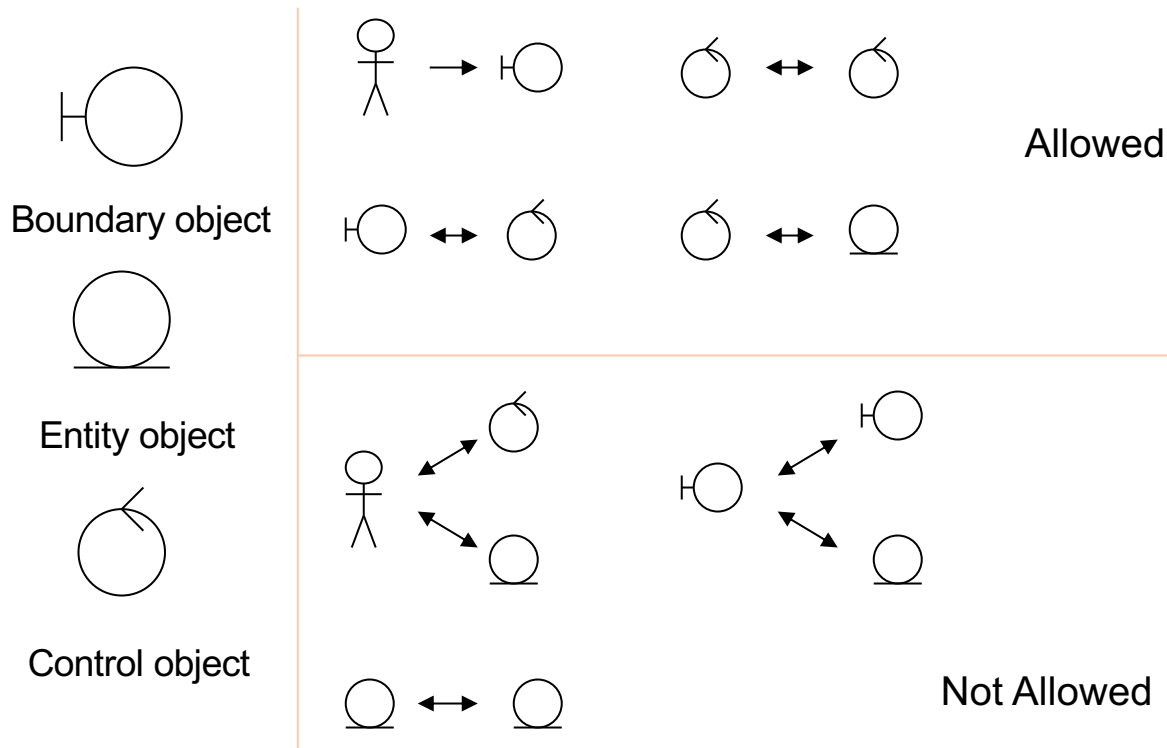 Boundary object
Entity object
Control object
Allowed
Not Allowed